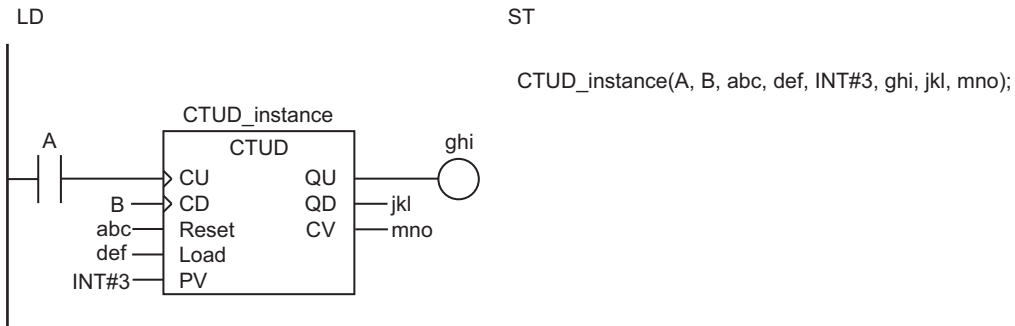 LD
ST
CTUD_instance(A, B, abc, def, INT#3, ghi, jkl, mno);
CTUD_instance
A
CTUD
ghi
CU
QU
B
CD
QD
jkl
abc
Reset
CV
mno
def
Load
INT#3
PV